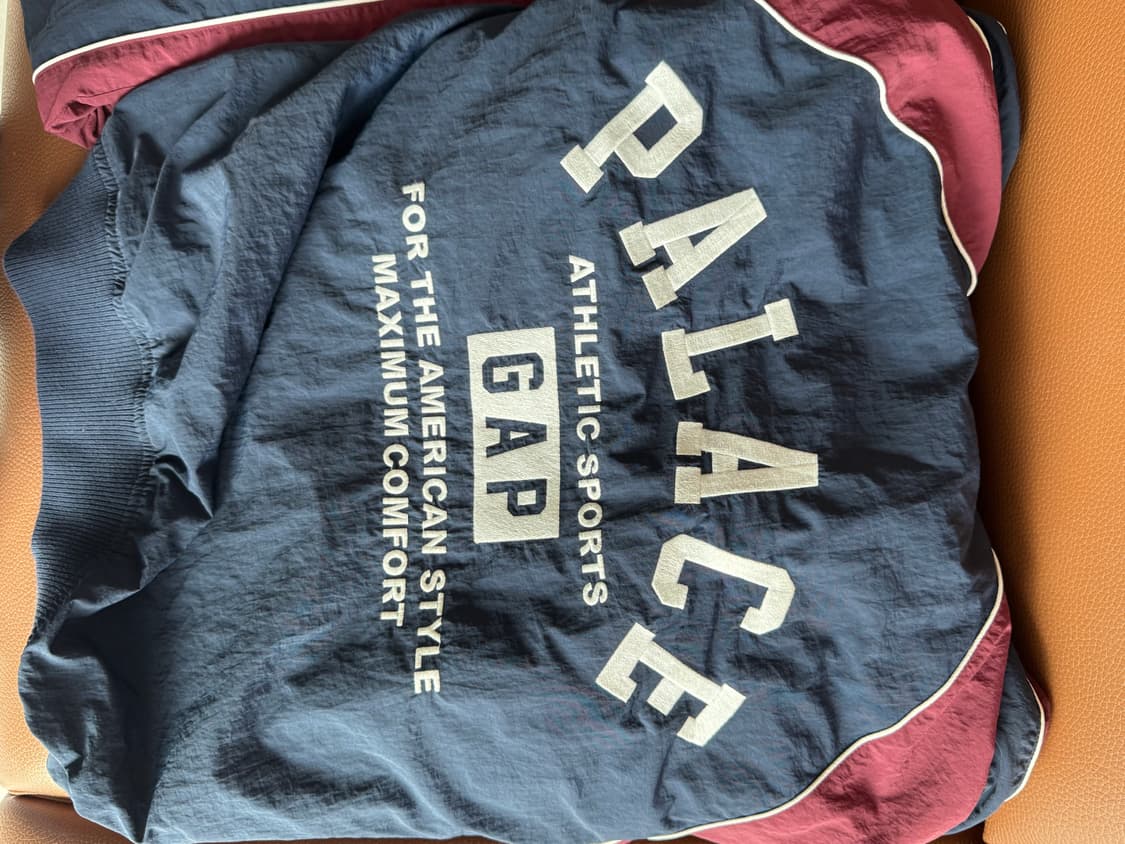 PALACE
ATHLETIC SPORTS
GAP
FOR THE AMERICAN STYLE
MAXIMUM COMFORT